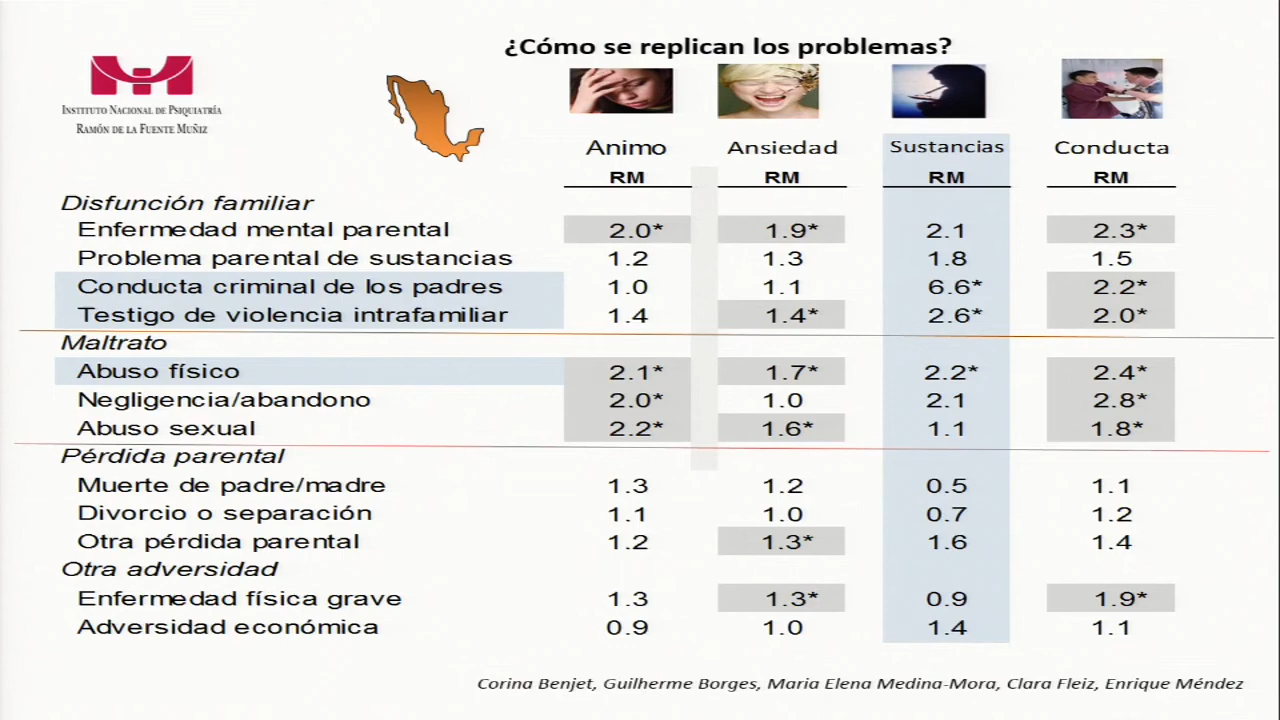 ¿Cómo se replican los problemas?
INSTITUTO NACIONAL DE PSIQUIATRÍA
RAMÓN DE LA FUENTE MUÑIZ
Animo Ansiedad Sustancias Conducta
RM RM RM RM
Disfunción familiar
Enfermedad mental parental 2.0* 1.9* 2.1 2.3*
Problema parental de sustancias 1.2 1.3 1.8 1.5
Conducta criminal de los padres 1.0 1.1 6.6* 2.2*
Testigo de violencia intrafamiliar 1.4 1.4* 2.6* 2.0*
Maltrato
Abuso físico 2.1* 1.7* 2.2* 2.4*
Negligencia/abandono 2.0* 1.0 2.1 2.8*
Abuso sexual 2.2* 1.6* 1.1 1.8*
Pérdida parental
Muerte de padre/madre 1.3 1.2 0.5 1.1
Divorcio o separación 1.1 1.0 0.7 1.2
Otra pérdida parental 1.2 1.3* 1.6 1.4
Otra adversidad
Enfermedad física grave 1.3 1.3* 0.9 1.9*
Adversidad económica 0.9 1.0 1.4 1.1
Corina Benjet, Guilherme Borges, Maria Elena Medina-Mora, Clara Fleiz, Enrique Méndez